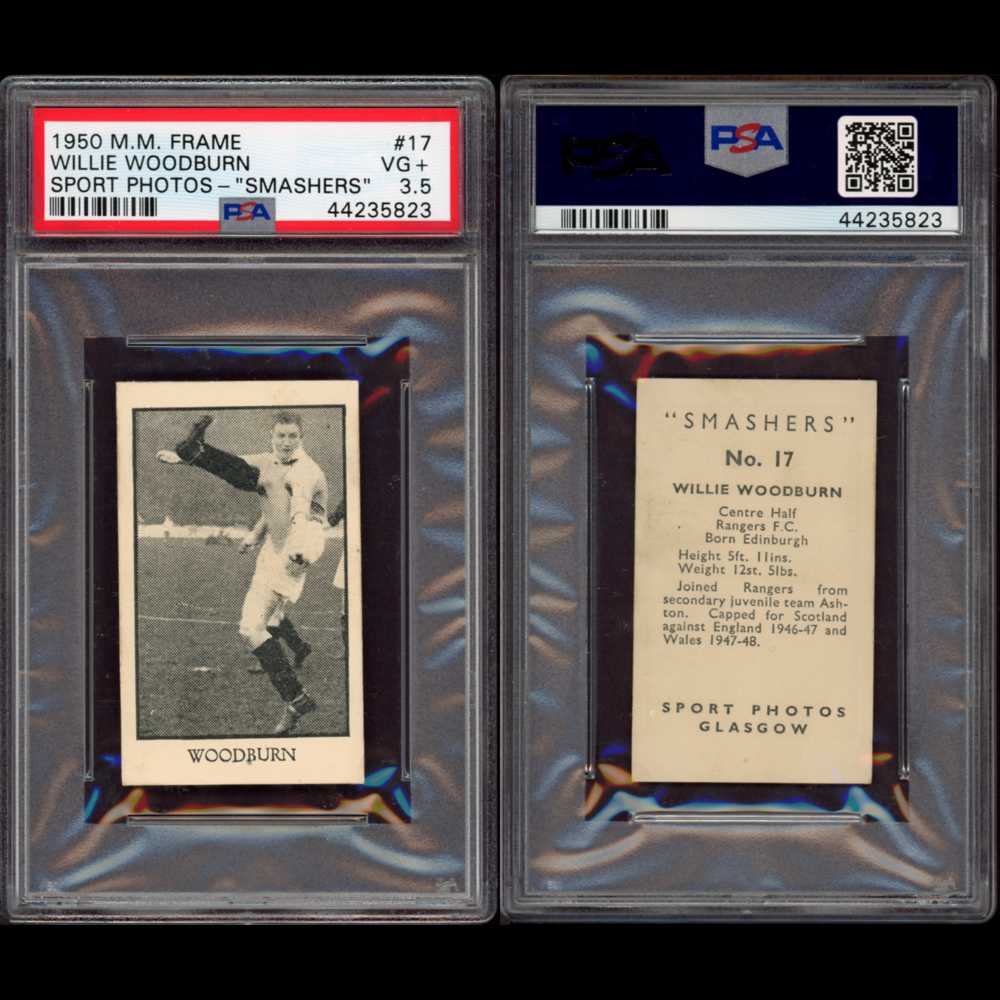 1950 M.M. FRAME #17
WILLIE WOODBURN VG+
SPORT PHOTOS-"SMASHERS" 3.5
PSA 44235823
WOODBURN
PSA
PSA
44235823
"SMASHERS"
No. 17
WILLIE WOODBURN
Centre Half
Rangers F.C.
Born Edinburgh
Height 5ft. 11ins.
Weight 12st. 5lbs.
Joined Rangers from
secondary juvenile team Ash-
ton. Capped for Scotland
against England 1946-47 and
Wales 1947-48.
SPORT PHOTOS
GLASGOW